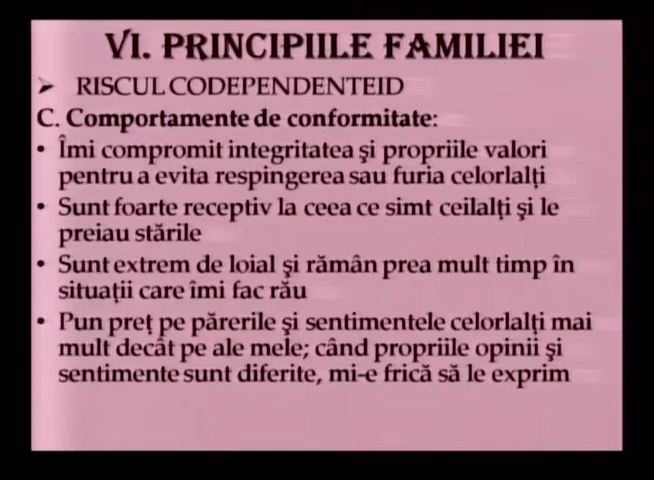 VI. PRINCIPIILE FAMILIEI
➢ RISCUL CODEPENDENTEID
C. Comportamente de conformitate:
• Îmi compromit integritatea şi propriile valori
pentru a evita respingerea sau furia celorlalţi
• Sunt foarte receptiv la ceea ce simt ceilalţi şi le
preiau stările
• Sunt extrem de loial şi rămân prea mult timp în
situaţii care îmi fac rău
• Pun preţ pe părerile şi sentimentele celorlalţi mai
mult decât pe ale mele; când propriile opinii şi
sentimente sunt diferite, mi-e frică să le exprim